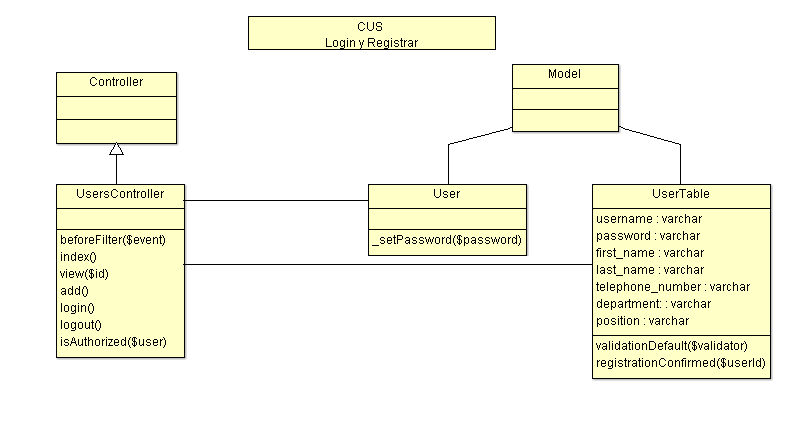 CUS
Login y Registrar
Controller
Model
UsersController
beforeFilter($event)
index()
view($id)
add()
login()
logout()
isAuthorized($user)
User
_setPassword($password)
UserTable
username : varchar
password : varchar
first_name : varchar
last_name : varchar
telephone_number : varchar
department: : varchar
position : varchar
validationDefault($validator)
registrationConfirmed($userId)